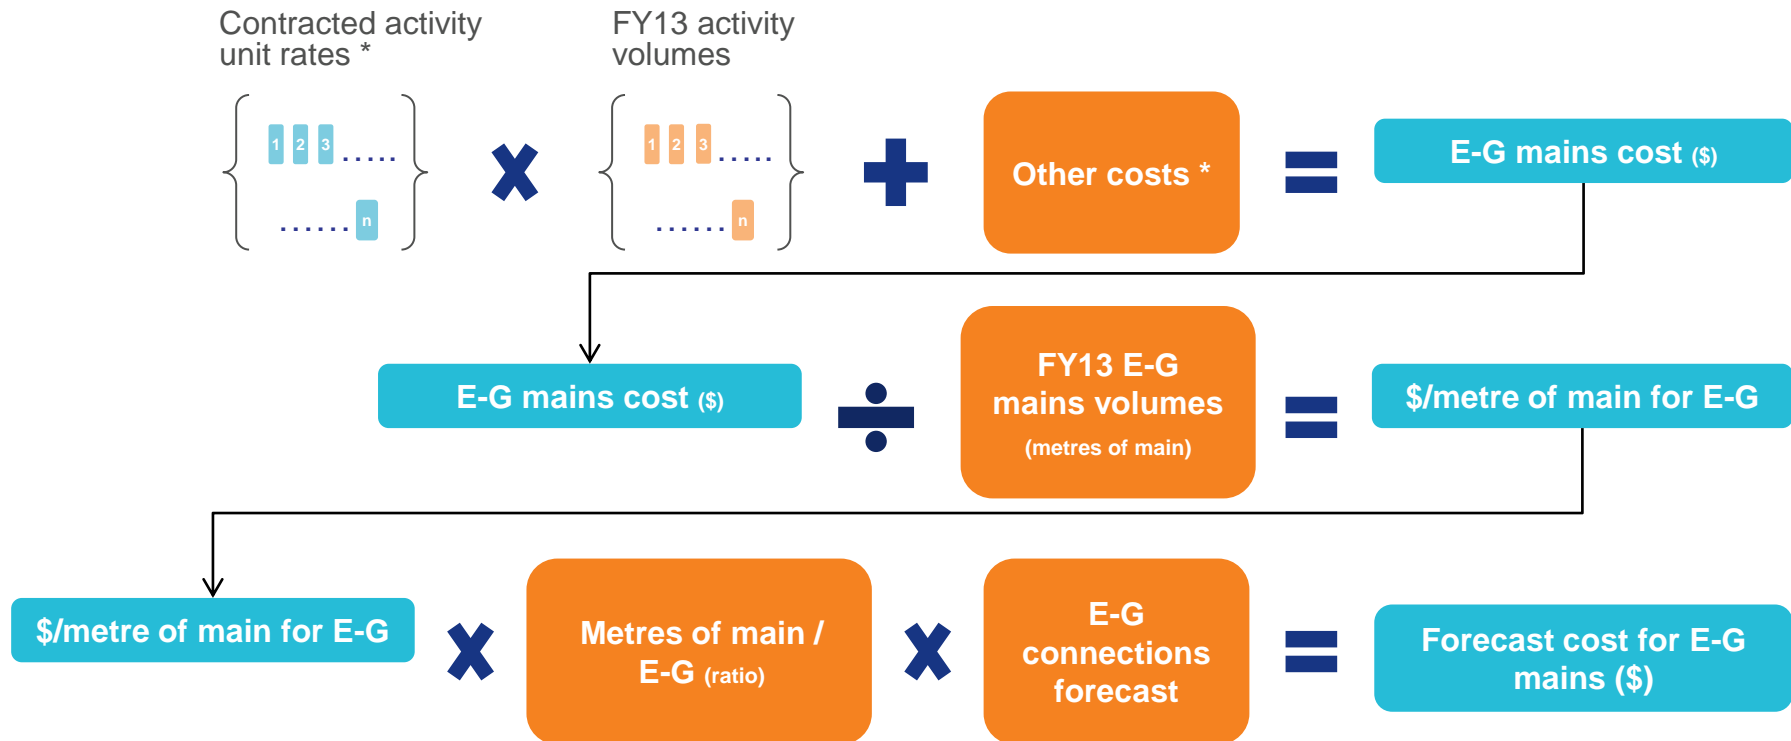 Contracted activity
unit rates *
FY13 activity
volumes
1 2 3 .....
...... n
1 2 3 .....
...... n
Other costs *
E-G mains cost ($)
E-G mains cost ($)
FY13 E-G
mains volumes
(metres of main)
$/metre of main for E-G
$/metre of main for E-G
Metres of main /
E-G (ratio)
E-G
connections
forecast
Forecast cost for E-G
mains ($)